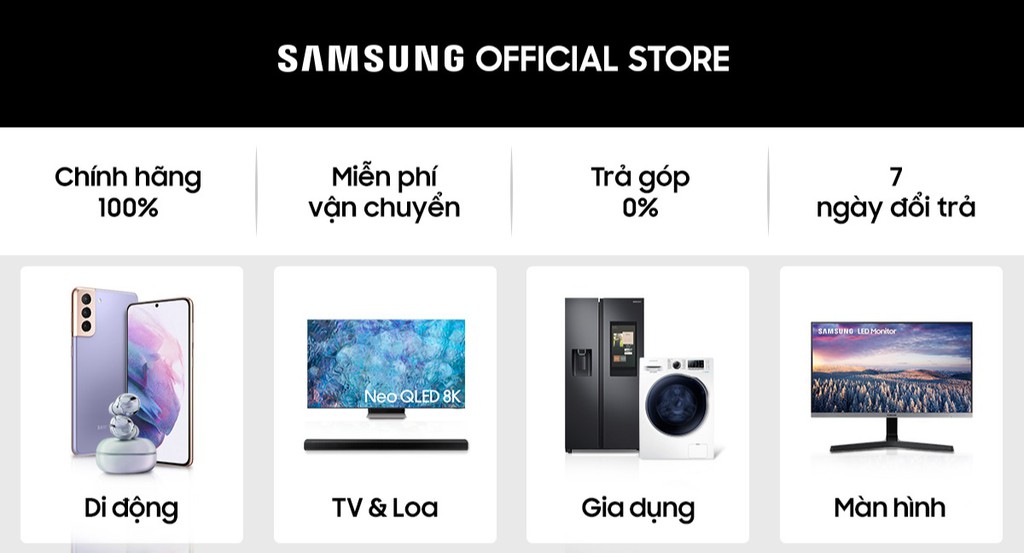 SAMSUNG OFFICIAL STORE
Chính hãng
100%
Miễn phí
vận chuyển
Trả góp
0%
7
ngày đổi trả
Neo QLED 8K
SAMSUNG LED Monitor
Di động
TV & Loa
Gia dụng
Màn hình